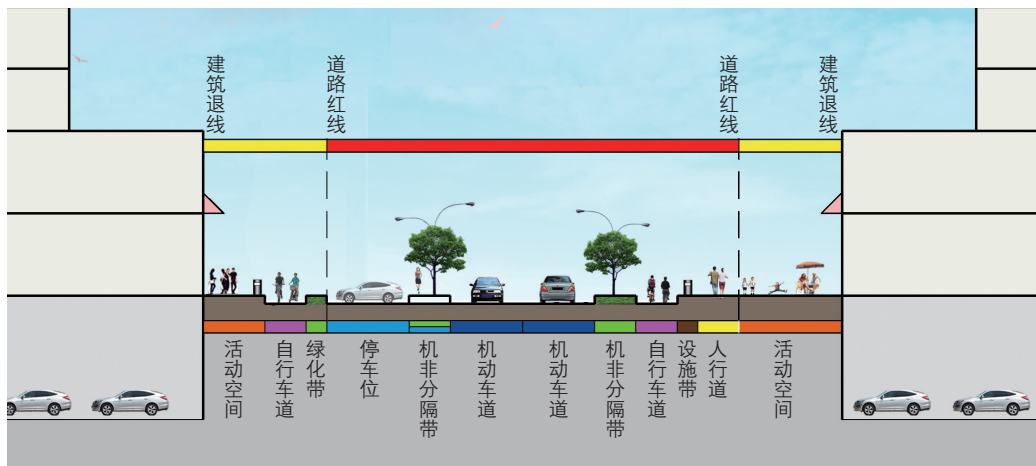 建筑退线
道路红线
道路红线
建筑退线
活动空间
自行车道
绿化带
停车位
机非分隔带
机动车道
机动车道
机非分隔带
自行车道
设施带
人行道
活动空间